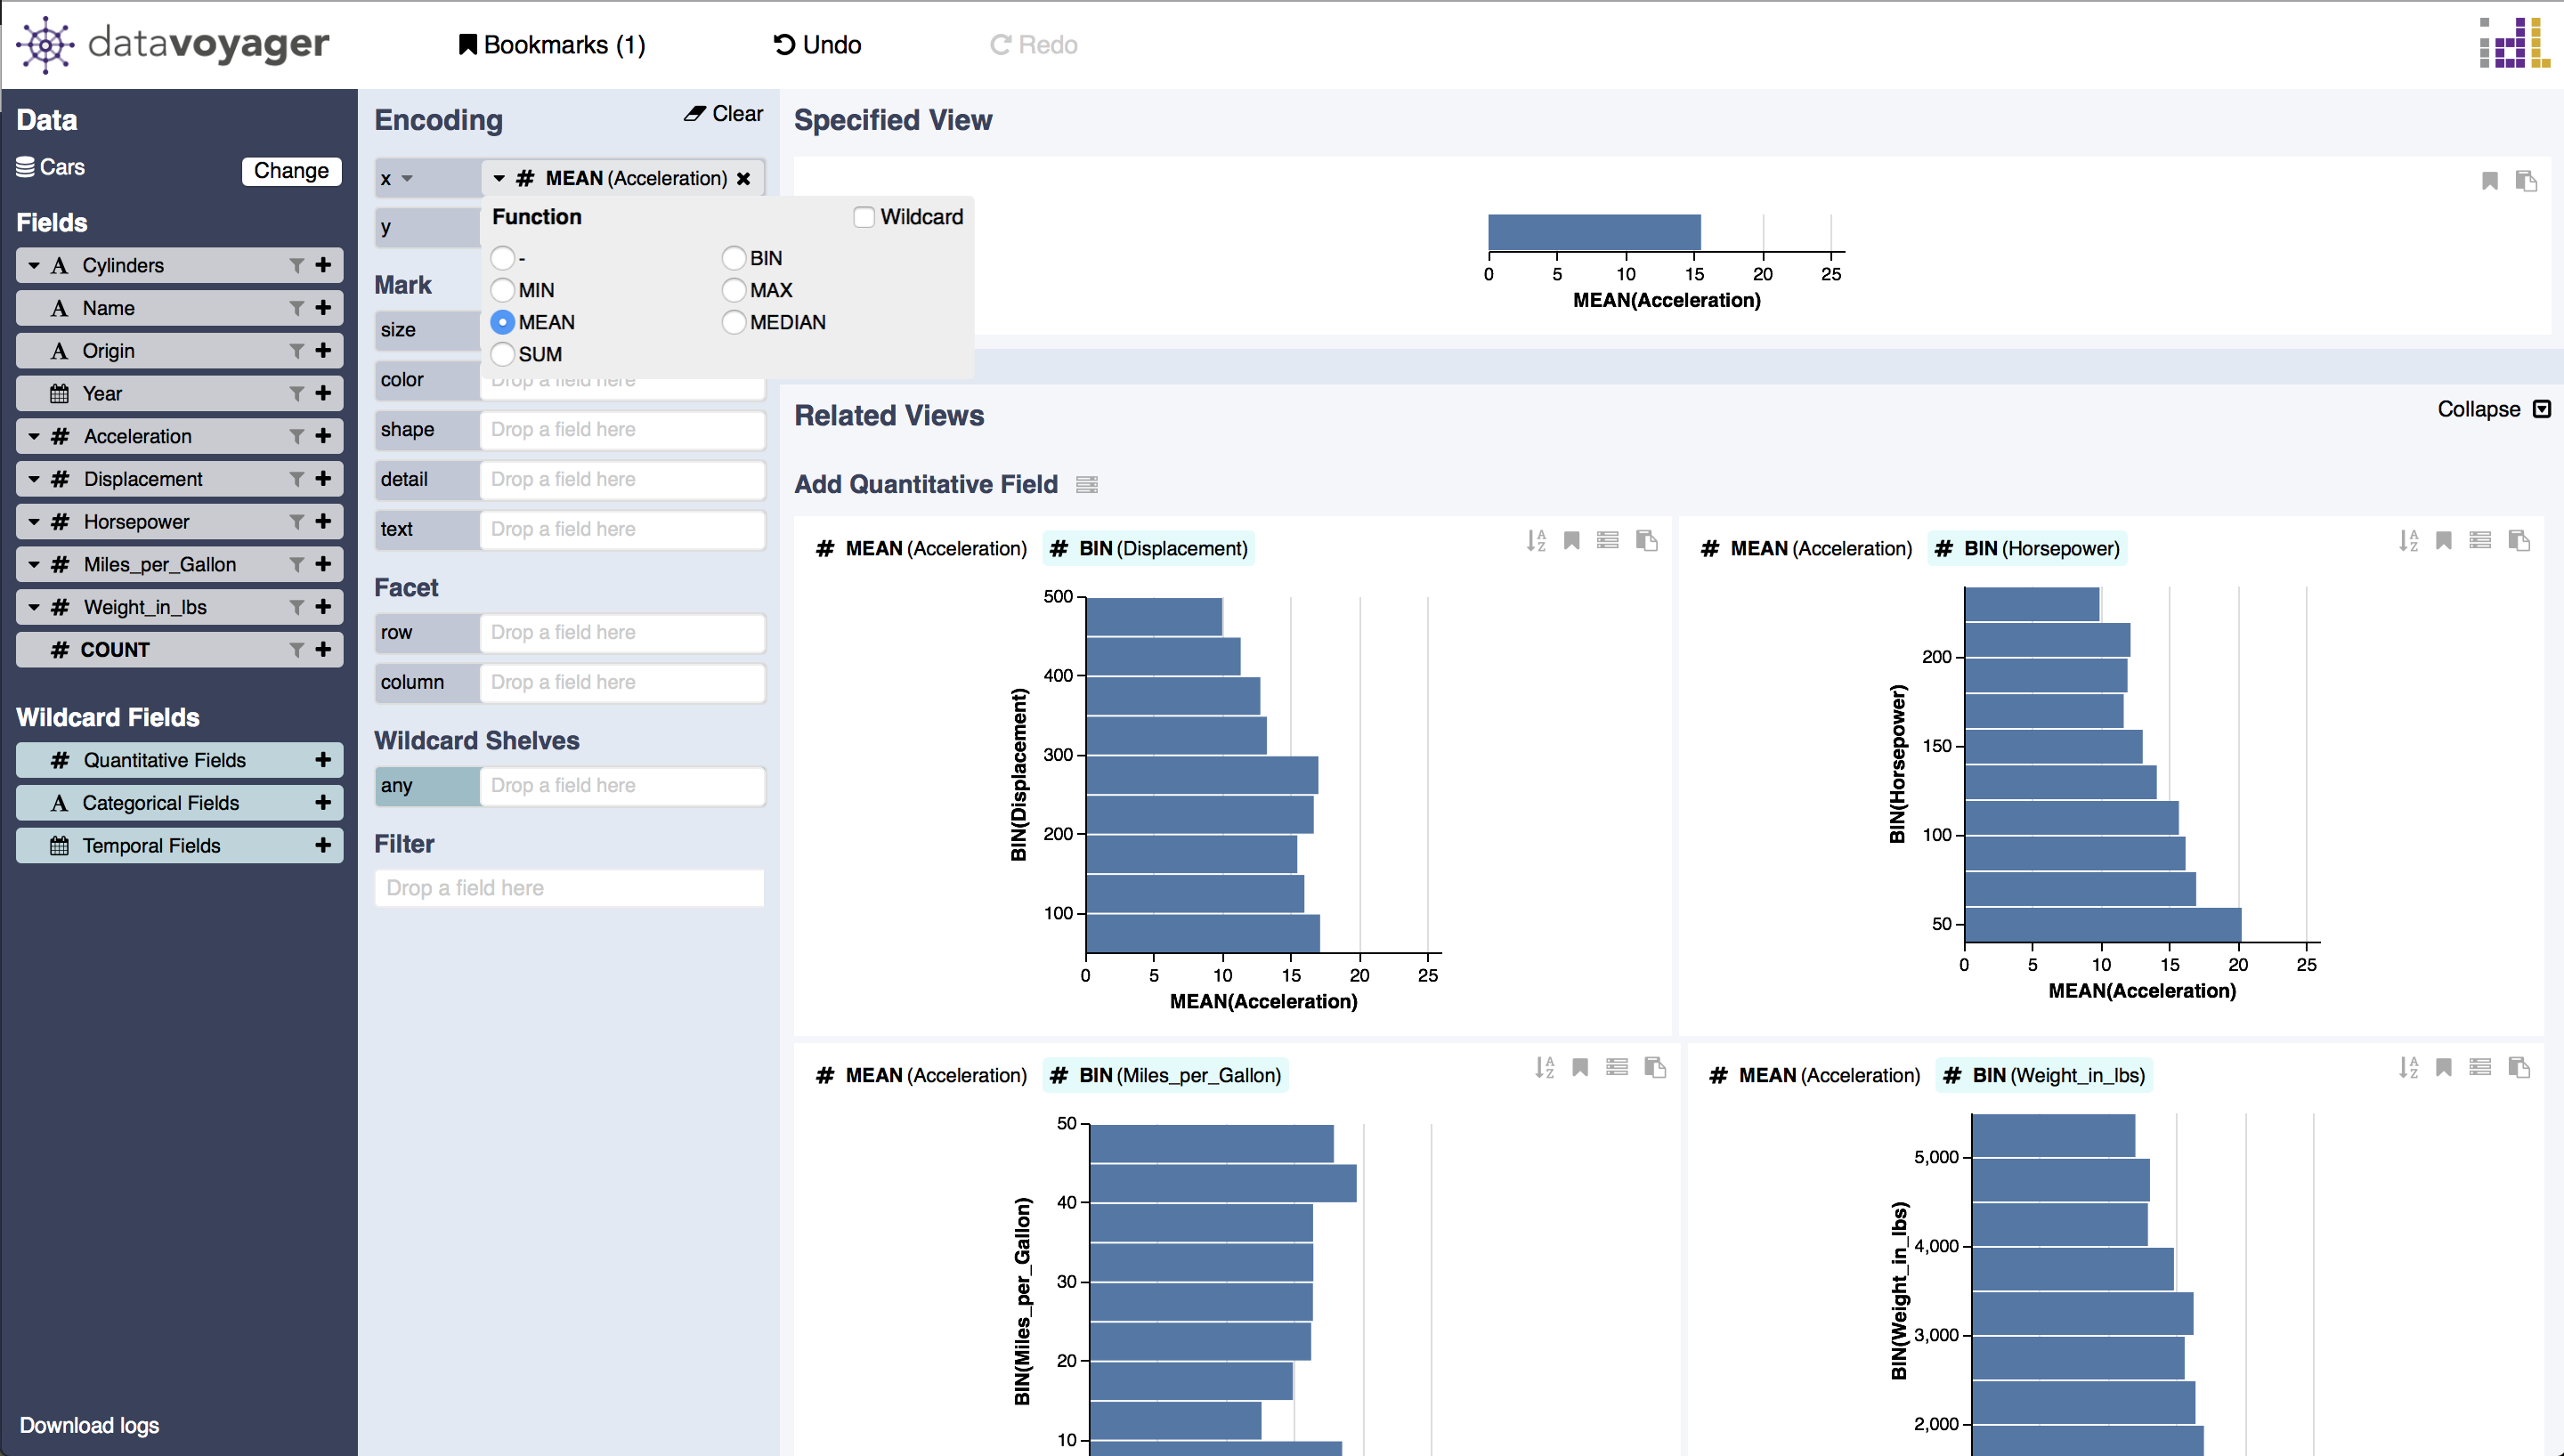 datavoyager
Bookmarks (1)
Undo
Redo
idL
Data
Cars
Change
Fields
A Cylinders
A Name
A Origin
Year
# Acceleration
# Displacement
# Horsepower
# Miles_per_Gallon
# Weight_in_lbs
# COUNT
Wildcard Fields
# Quantitative Fields
A Categorical Fields
Temporal Fields
Download logs
Encoding
Clear
x
# MEAN (Acceleration)
y
Function
Wildcard
-
BIN
MIN
MAX
MEAN
MEDIAN
SUM
Mark
size
color Drop a field here
shape Drop a field here
detail Drop a field here
text Drop a field here
Facet
row Drop a field here
column Drop a field here
Wildcard Shelves
any Drop a field here
Filter
Drop a field here
Specified View
0 5 10 15 20 25
MEAN(Acceleration)
Related Views
Collapse
Add Quantitative Field
# MEAN (Acceleration) # BIN (Displacement)
A
Z
500
400
300
200
100
BIN(Displacement)
0 5 10 15 20 25
MEAN(Acceleration)
# MEAN (Acceleration) # BIN (Horsepower)
A
Z
200
150
100
50
BIN(Horsepower)
0 5 10 15 20 25
MEAN(Acceleration)
# MEAN (Acceleration) # BIN (Miles_per_Gallon)
A
Z
50
40
30
20
10
BIN(Miles_per_Gallon)
# MEAN (Acceleration) # BIN (Weight_in_lbs)
A
Z
5,000
4,000
3,000
2,000
BIN(Weight_in_lbs)